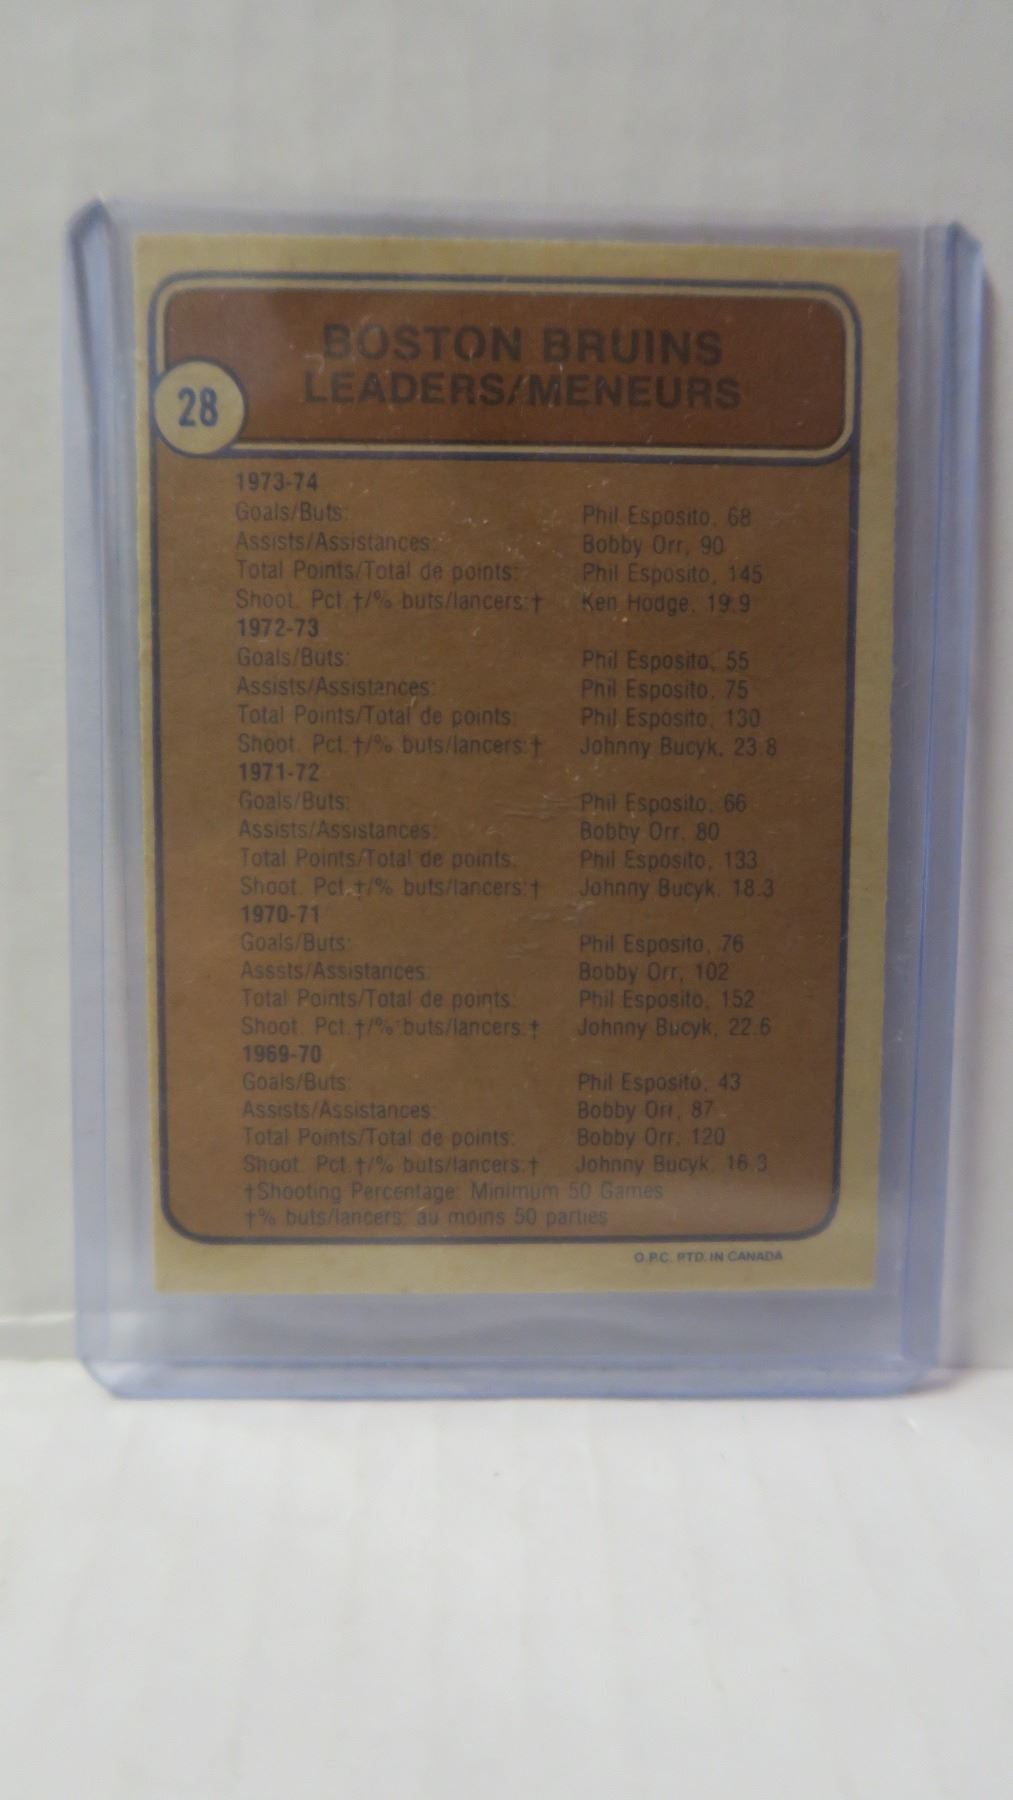 BOSTON BRUINS
LEADERS/MENEURS
28
1973-74
Goals/Buts: Phil Esposito, 68
Assists/Assistances: Bobby Orr, 90
Total Points/Total de points: Phil Esposito, 145
Shoot. Pct.†/% buts/lancers:† Ken Hodge, 19.9
1972-73
Goals/Buts: Phil Esposito, 55
Assists/Assistances: Phil Esposito, 75
Total Points/Total de points: Phil Esposito, 130
Shoot. Pct.†/% buts/lancers:† Johnny Bucyk, 23.8
1971-72
Goals/Buts: Phil Esposito, 66
Assists/Assistances: Bobby Orr, 80
Total Points/Total de points: Phil Esposito, 133
Shoot. Pct.†/% buts/lancers:† Johnny Bucyk, 18.3
1970-71
Goals/Buts: Phil Esposito, 76
Asssts/Assistances: Bobby Orr, 102
Total Points/Total de points: Phil Esposito, 152
Shoot. Pct.†/% buts/lancers:† Johnny Bucyk, 22.6
1969-70
Goals/Buts: Phil Esposito, 43
Assists/Assistances: Bobby Orr, 87
Total Points/Total de points: Bobby Orr, 120
Shoot. Pct.†/% buts/lancers:† Johnny Bucyk, 16.3
†Shooting Percentage: Minimum 50 Games
†% buts/lancers: au moins 50 parties
O.P.C. PTD. IN CANADA